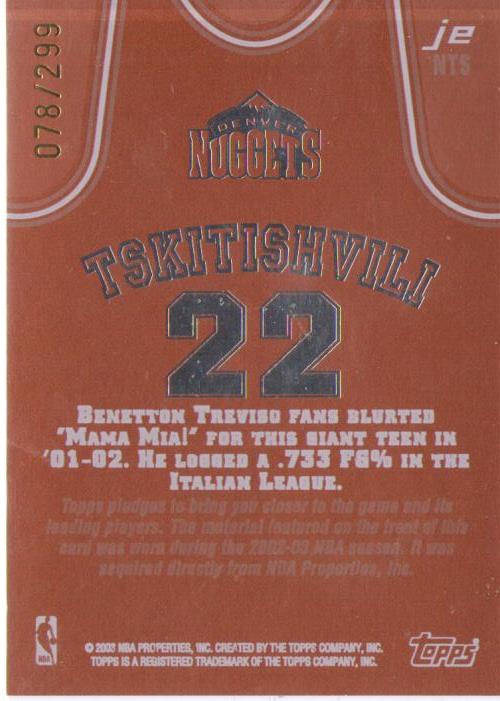 078/299
je
NTS
DENVER
NUGGETS
TSKITISHVILI
22
BENETTON TREVISO FANS BLURTED
"MAMA MIA!" FOR THIS GIANT TEEN IN
'01-02. HE LOGGED A .733 FG% IN THE
ITALIAN LEAGUE.
Topps pledges to bring you closer to the game and its
leading players. The material featured on the front of this
card was worn during the 2002-03 NBA season. It was
acquired directly from NBA Properties, Inc.
NBA
© 2003 NBA PROPERTIES, INC. CREATED BY THE TOPPS COMPANY, INC.
TOPPS IS A REGISTERED TRADEMARK OF THE TOPPS COMPANY, INC.
Topps